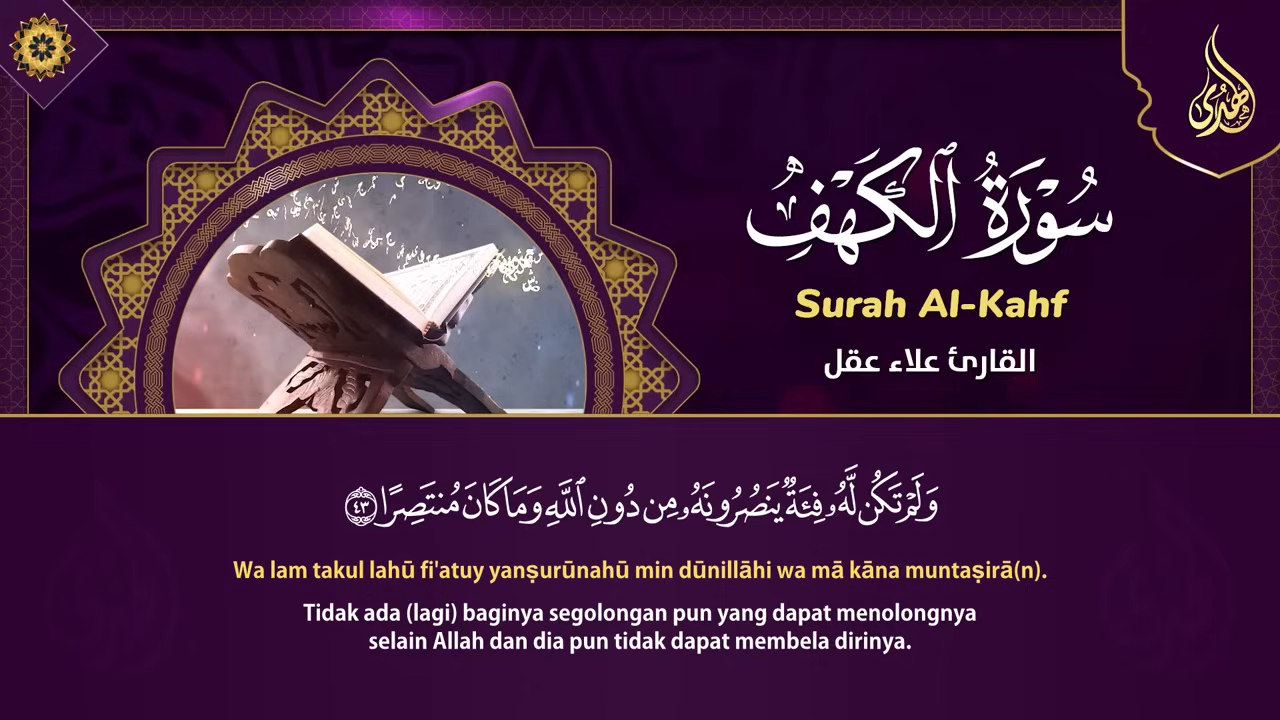 الهدى
سُورَةُ ٱلْكَهْفِ
Surah Al-Kahf
القارئ علاء عقل
وَلَمْ تَكُن لَّهُۥ فِئَةٌ يَنصُرُونَهُۥ مِن دُونِ ٱللَّهِ وَمَا كَانَ مُنتَصِرًا ٤٣
Wa lam takul lahū fi'atuy yanṣurūnahū min dūnillāhi wa mā kāna muntaṣirā(n).
Tidak ada (lagi) baginya segolongan pun yang dapat menolongnya
selain Allah dan dia pun tidak dapat membela dirinya.